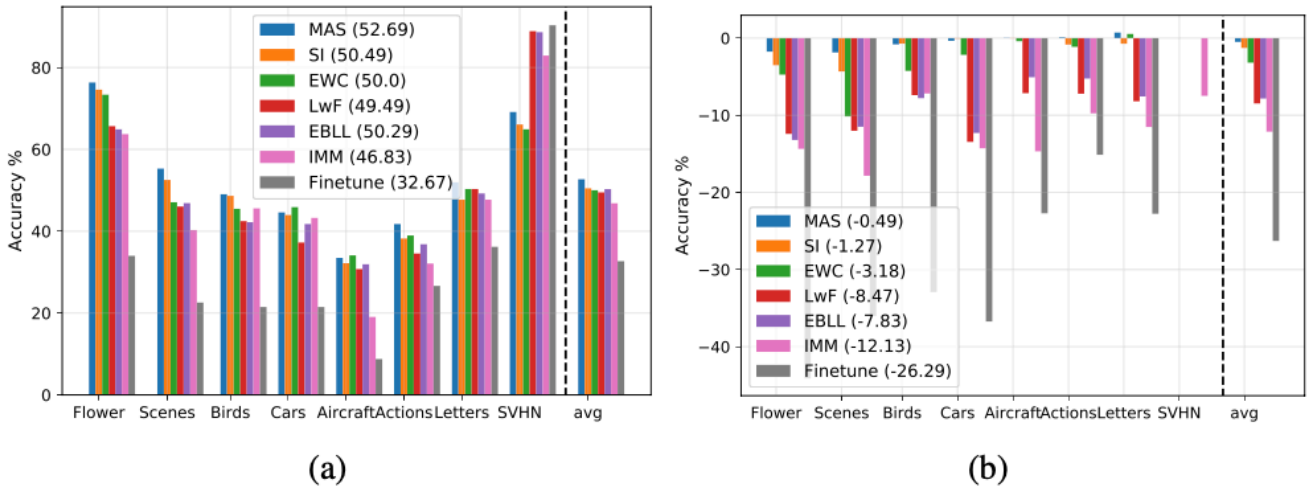 80
60
40
20
0
Accuracy %
MAS (52.69)
SI (50.49)
EWC (50.0)
LwF (49.49)
EBLL (50.29)
IMM (46.83)
Finetune (32.67)
Flower Scenes Birds Cars Aircraft Actions Letters SVHN avg
(a)
0
−10
−20
−30
−40
Accuracy %
MAS (-0.49)
SI (-1.27)
EWC (-3.18)
LwF (-8.47)
EBLL (-7.83)
IMM (-12.13)
Finetune (-26.29)
Flower Scenes Birds Cars Aircraft Actions Letters SVHN avg
(b)